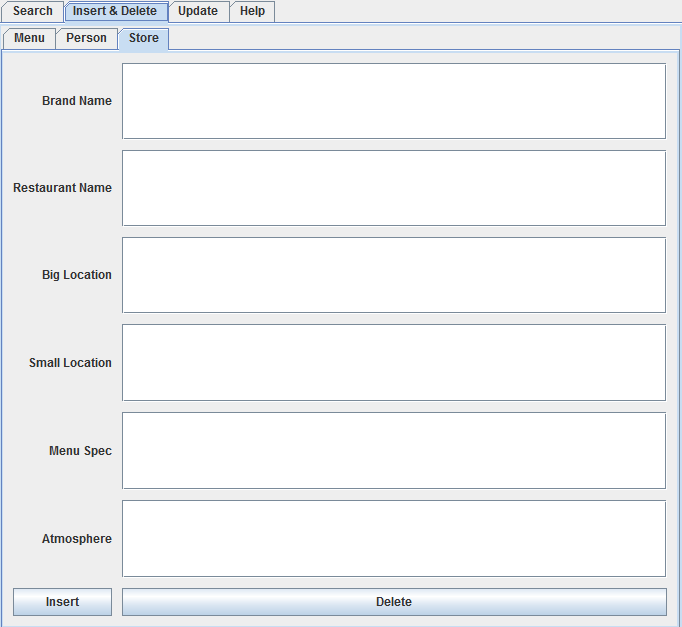 Search Insert & Delete Update Help
Menu Person Store
Brand Name
Restaurant Name
Big Location
Small Location
Menu Spec
Atmosphere
Insert Delete